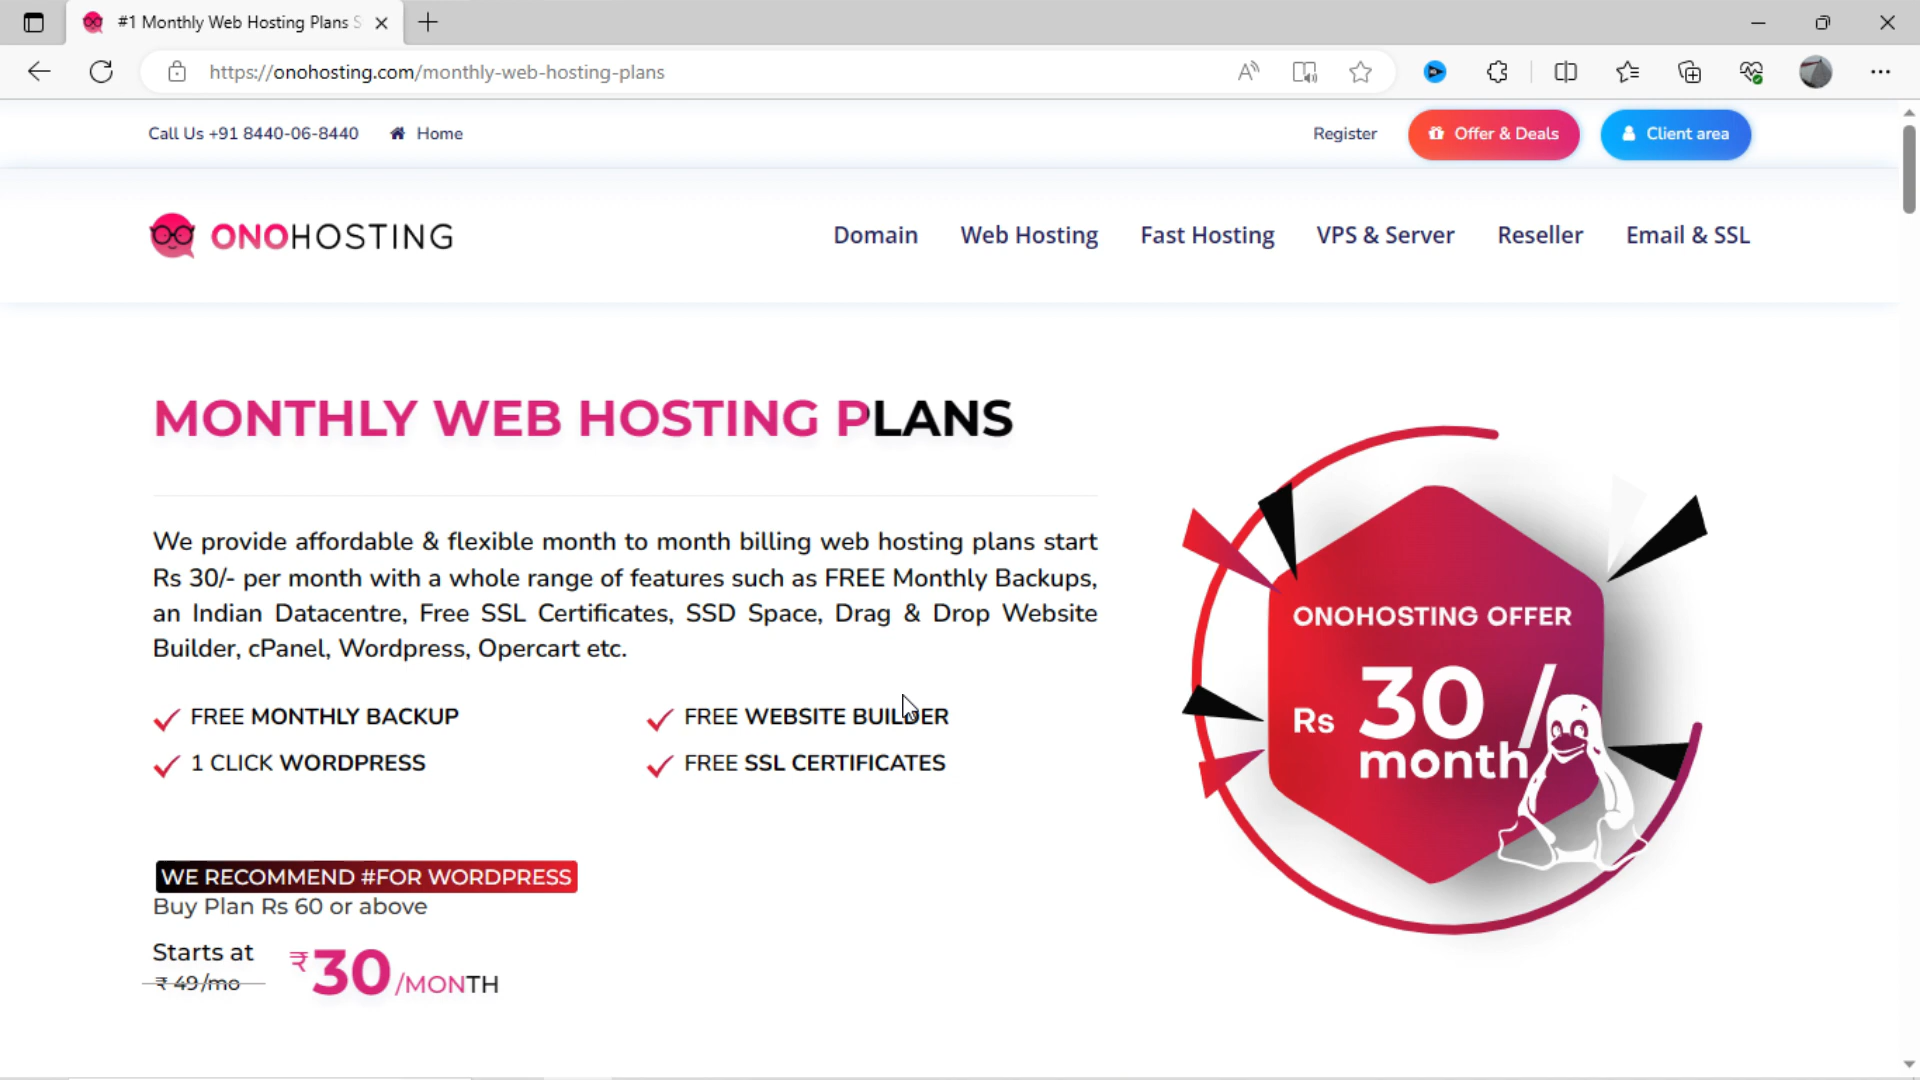 #1 Monthly Web Hosting Plans S
https://onohosting.com/monthly-web-hosting-plans
Call Us +91 8440-06-8440 Home
Register Offer & Deals Client area
ONOHOSTING
Domain Web Hosting Fast Hosting VPS & Server Reseller Email & SSL
MONTHLY WEB HOSTING PLANS
We provide affordable & flexible month to month billing web hosting plans start
Rs 30/- per month with a whole range of features such as FREE Monthly Backups,
an Indian Datacentre, Free SSL Certificates, SSD Space, Drag & Drop Website
Builder, cPanel, Wordpress, Opercart etc.
FREE MONTHLY BACKUP
FREE WEBSITE BUILDER
1 CLICK WORDPRESS
FREE SSL CERTIFICATES
WE RECOMMEND #FOR WORDPRESS
Buy Plan Rs 60 or above
Starts at
₹ 49/mo
₹30/MONTH
ONOHOSTING OFFER
Rs 30/
month